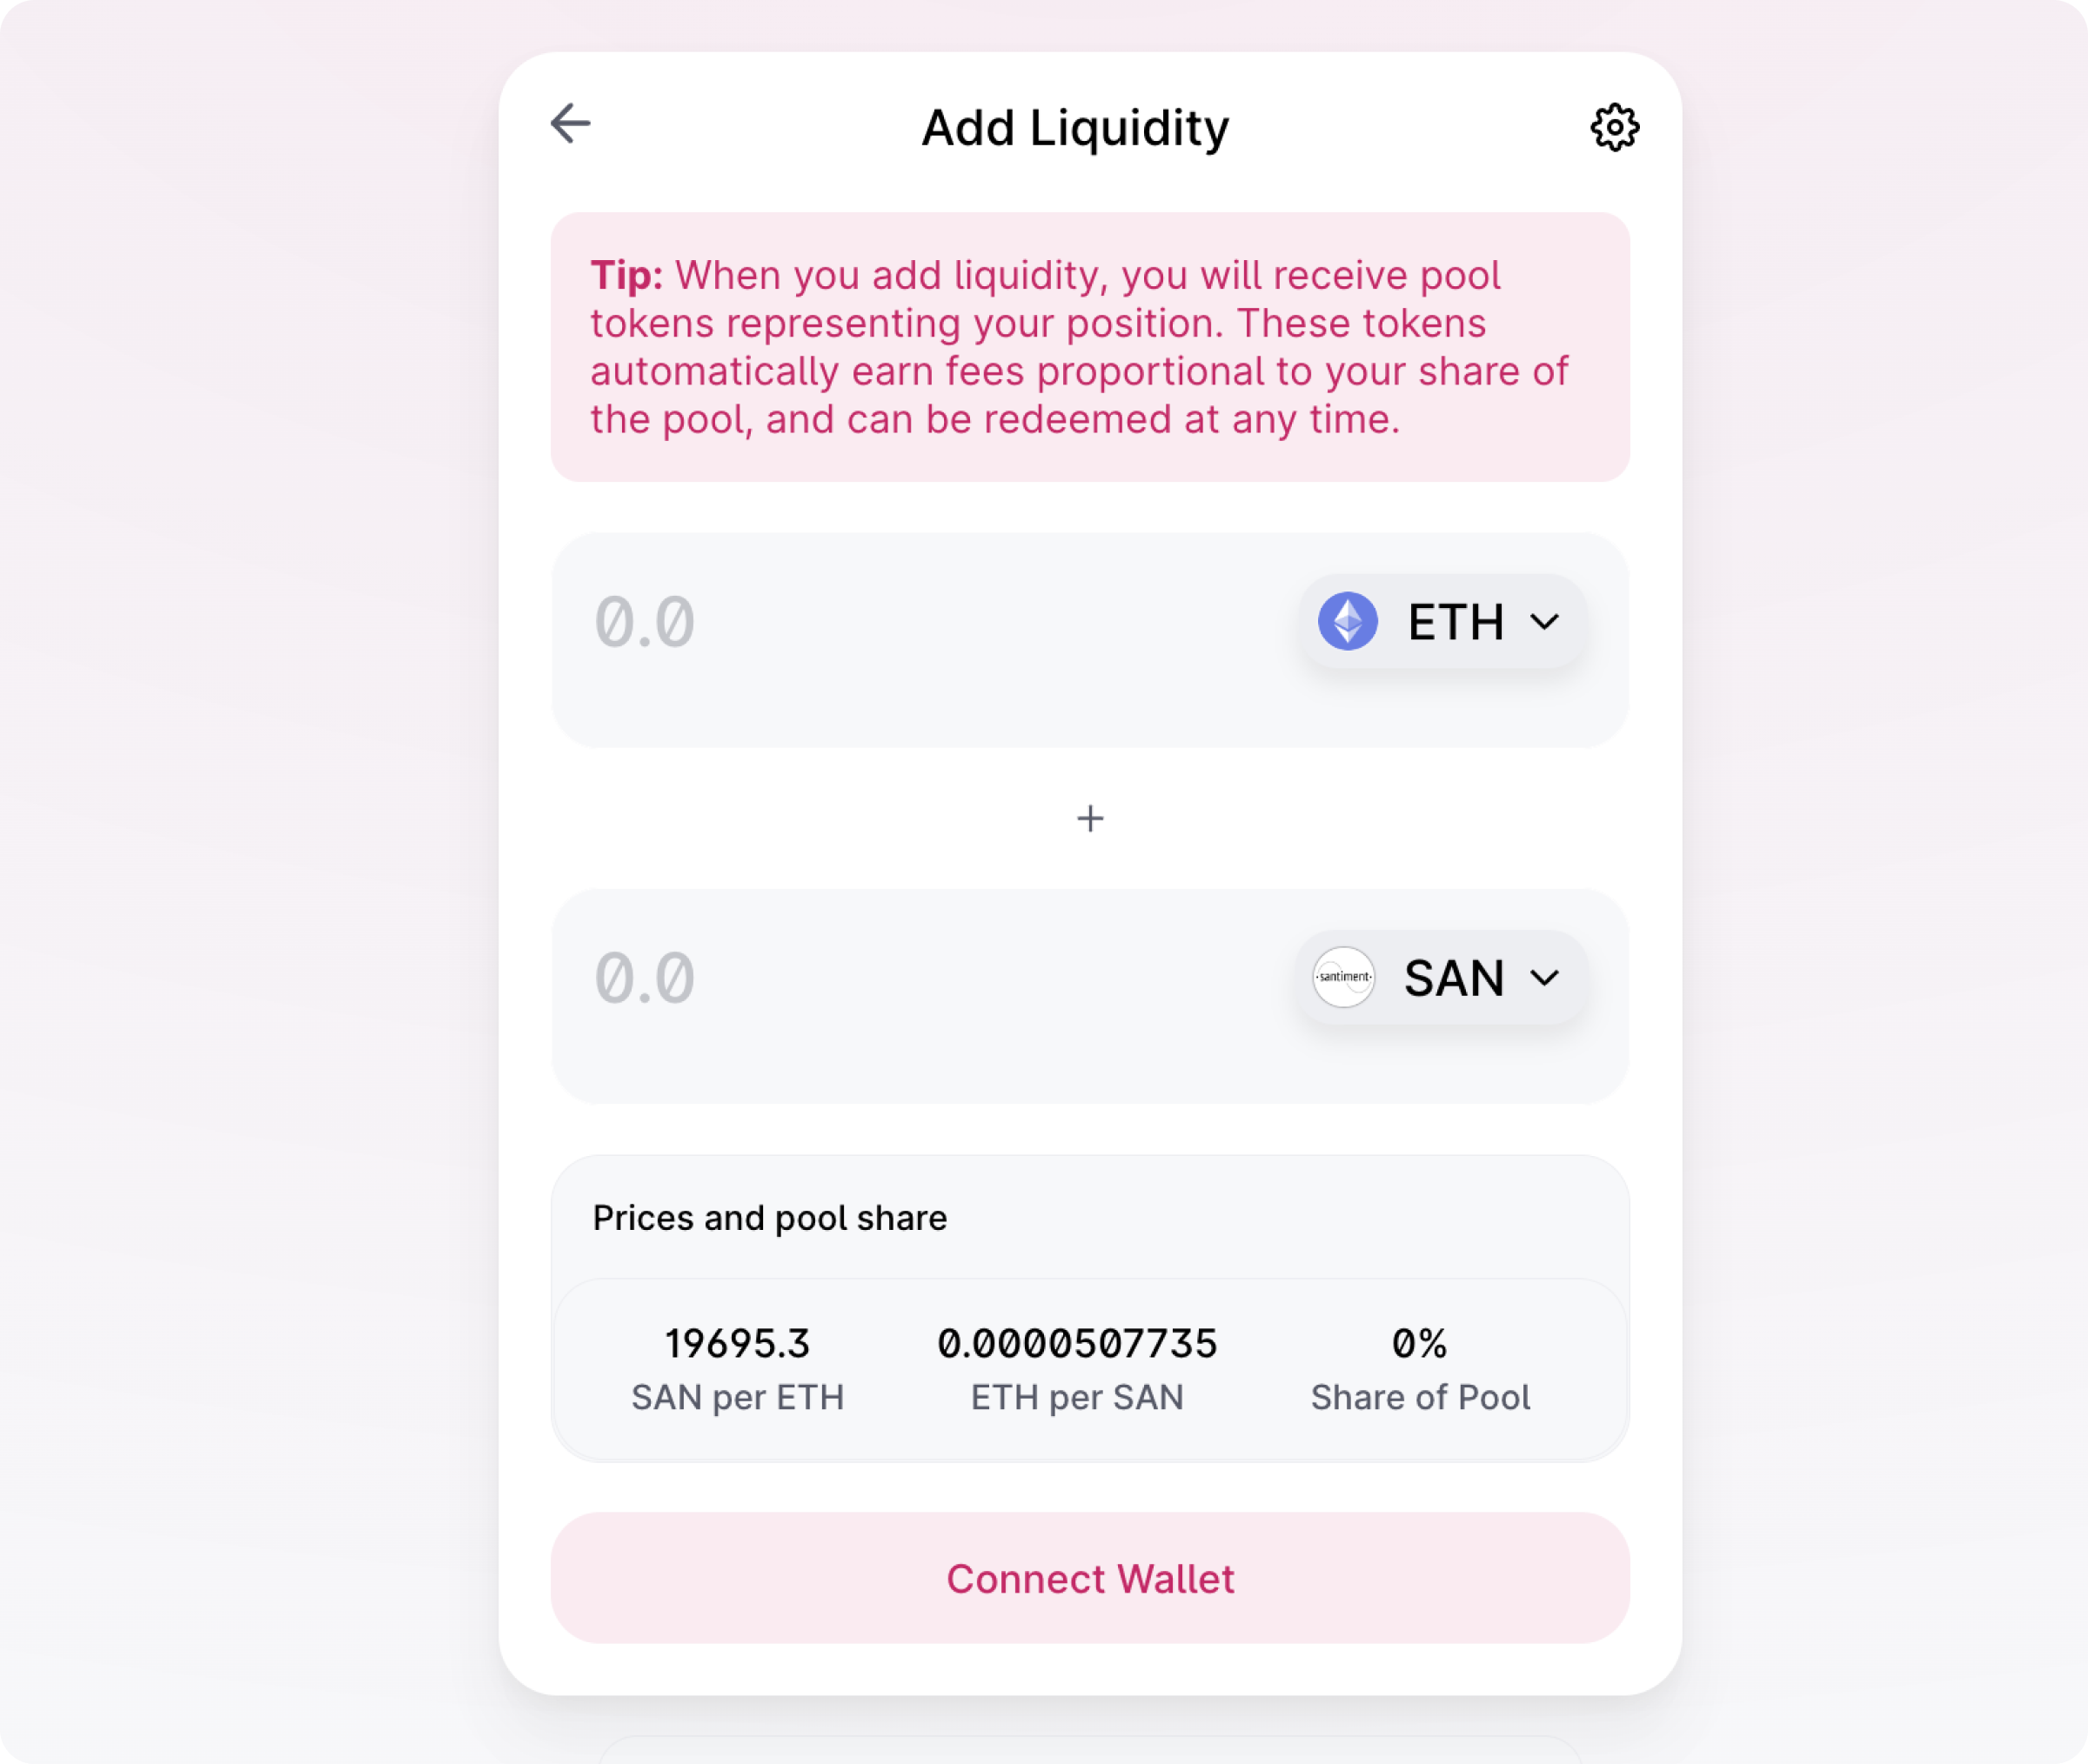 Add Liquidity
Tip: When you add liquidity, you will receive pool
tokens representing your position. These tokens
automatically earn fees proportional to your share of
the pool, and can be redeemed at any time.
0.0 ETH
+
0.0 ·santiment· SAN
Prices and pool share
19695.3 0.0000507735 0%
SAN per ETH ETH per SAN Share of Pool
Connect Wallet